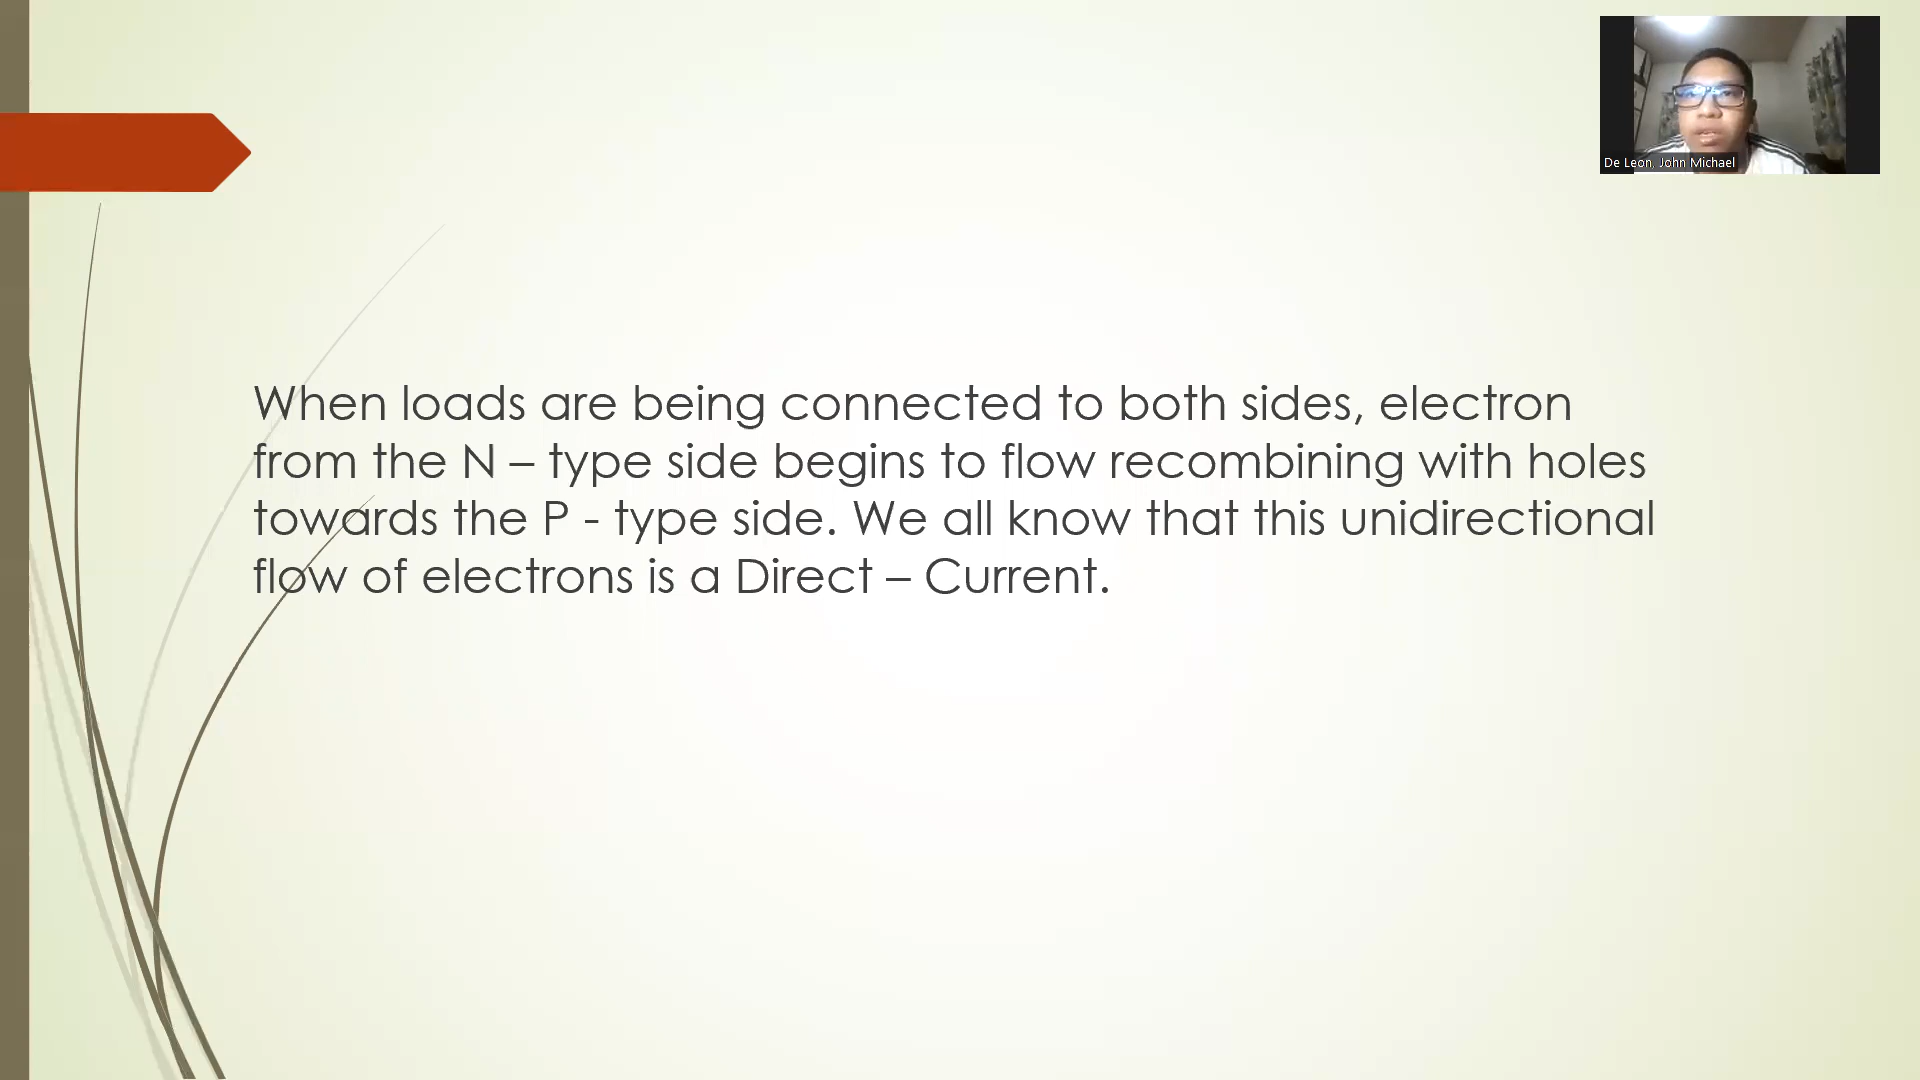 De Leon, John Michael
When loads are being connected to both sides, electron
from the N – type side begins to flow recombining with holes
towards the P - type side. We all know that this unidirectional
flow of electrons is a Direct – Current.